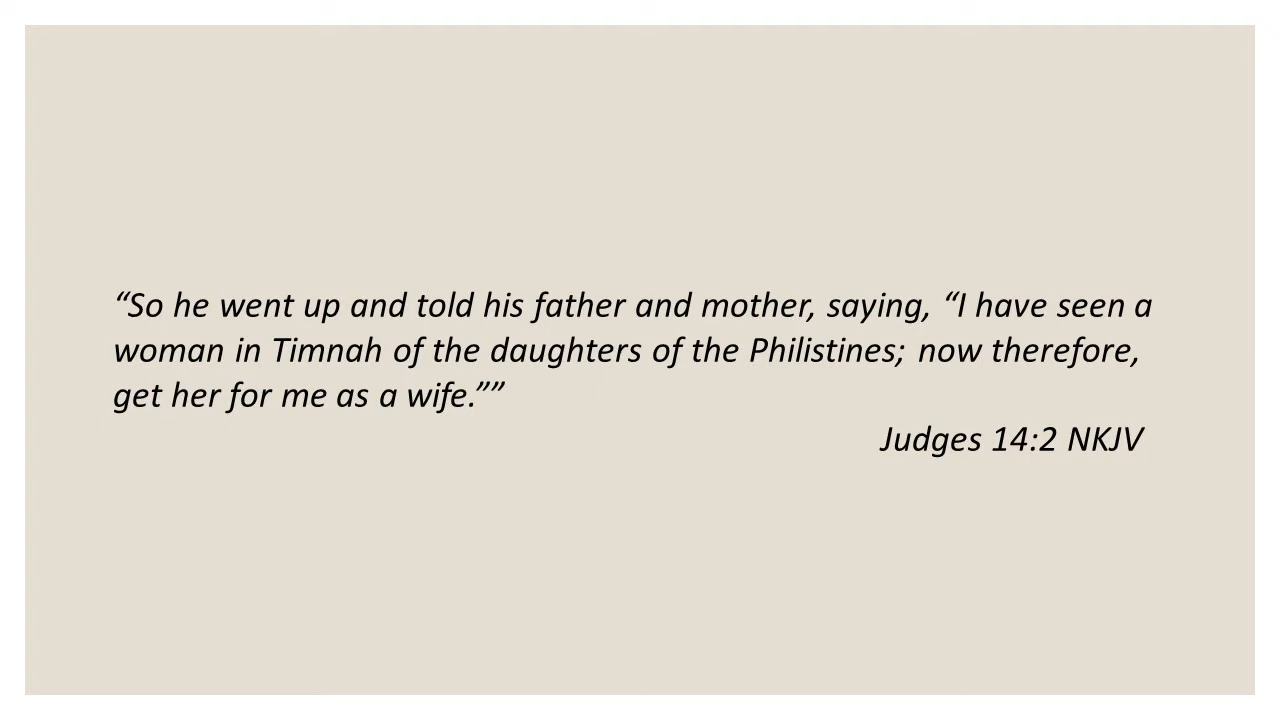 “So he went up and told his father and mother, saying, “I have seen a
woman in Timnah of the daughters of the Philistines; now therefore,
get her for me as a wife.””
Judges 14:2 NKJV